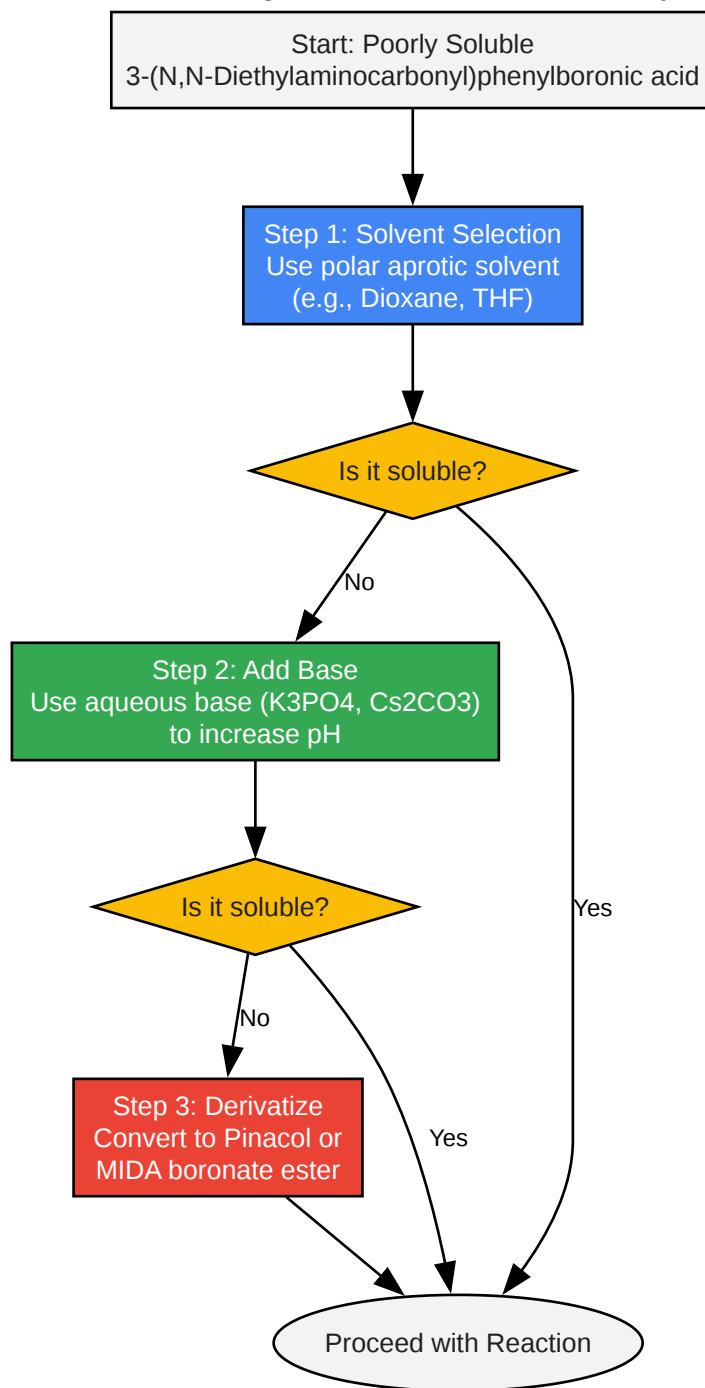 Start: Poorly Soluble
3-(N,N-Diethylaminocarbonyl)phenylboronic acid
Step 1: Solvent Selection
Use polar aprotic solvent
(e.g., Dioxane, THF)
Is it soluble?
No
Step 2: Add Base
Use aqueous base (K3PO4, Cs2CO3)
to increase pH
Is it soluble?
Yes
No
Step 3: Derivatize
Convert to Pinacol or
MIDA boronate ester
Yes
Proceed with Reaction